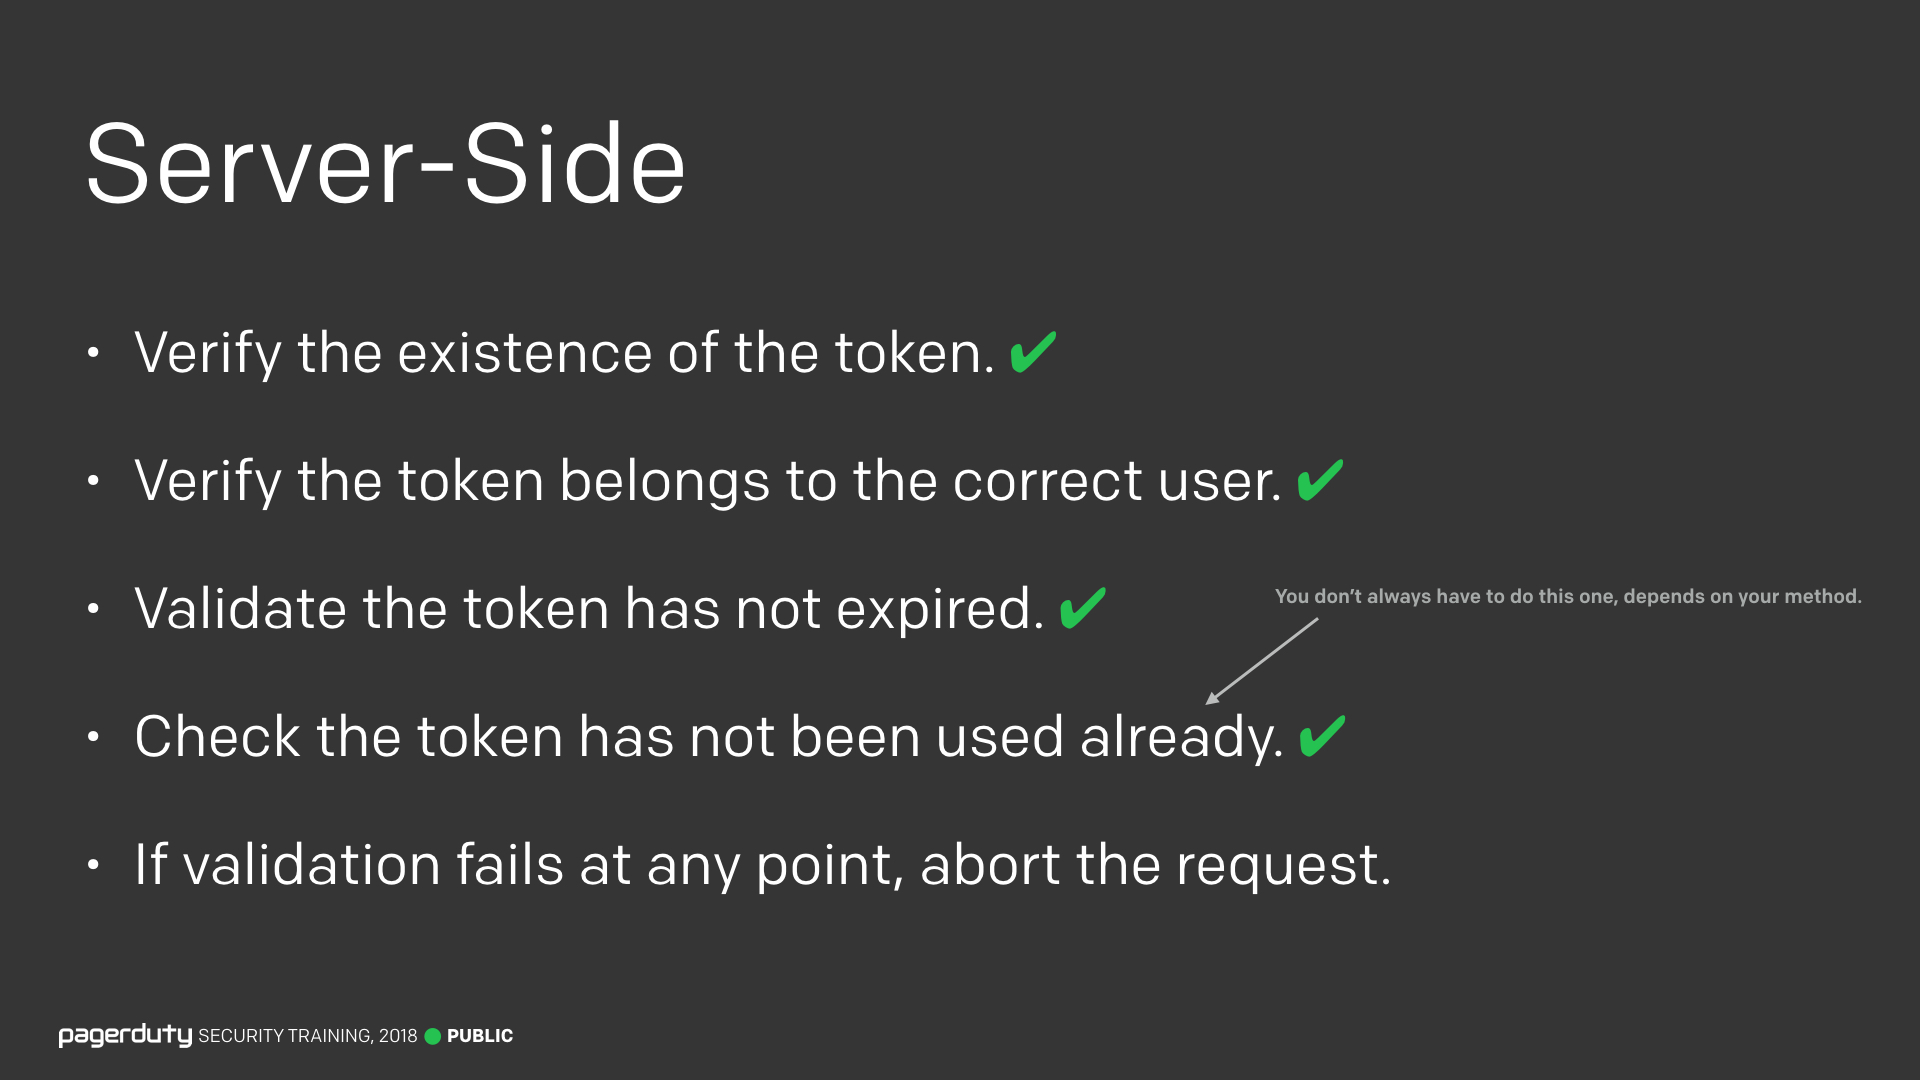 Server-Side
• Verify the existence of the token. ✔
• Verify the token belongs to the correct user. ✔
• Validate the token has not expired. ✔
You don’t always have to do this one, depends on your method.
• Check the token has not been used already. ✔
• If validation fails at any point, abort the request.
pagerduty SECURITY TRAINING, 2018 PUBLIC